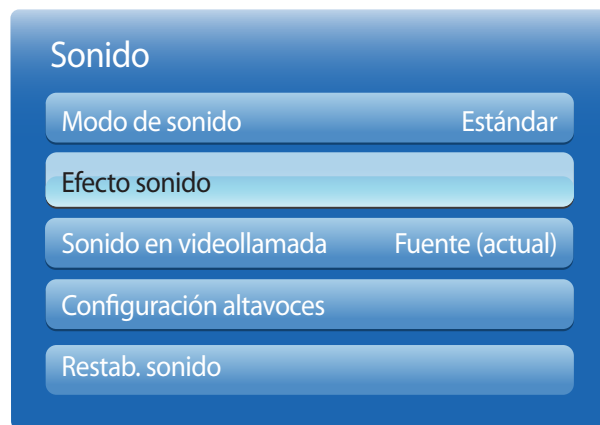 Sonido
Modo de sonido Estándar
Efecto sonido
Sonido en videollamada Fuente (actual)
Configuración altavoces
Restab. sonido